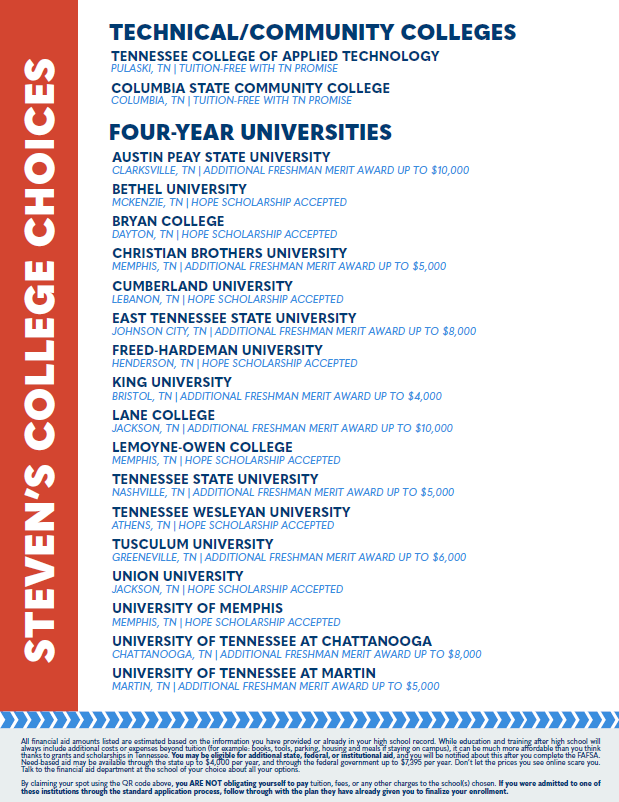 STEVEN'S COLLEGE CHOICES
TECHNICAL/COMMUNITY COLLEGES
TENNESSEE COLLEGE OF APPLIED TECHNOLOGY
PULASKI, TN | TUITION-FREE WITH TN PROMISE
COLUMBIA STATE COMMUNITY COLLEGE
COLUMBIA, TN | TUITION-FREE WITH TN PROMISE
FOUR-YEAR UNIVERSITIES
AUSTIN PEAY STATE UNIVERSITY
CLARKSVILLE, TN | ADDITIONAL FRESHMAN MERIT AWARD UP TO $10,000
BETHEL UNIVERSITY
MCKENZIE, TN | HOPE SCHOLARSHIP ACCEPTED
BRYAN COLLEGE
DAYTON, TN | HOPE SCHOLARSHIP ACCEPTED
CHRISTIAN BROTHERS UNIVERSITY
MEMPHIS, TN | ADDITIONAL FRESHMAN MERIT AWARD UP TO $5,000
CUMBERLAND UNIVERSITY
LEBANON, TN | HOPE SCHOLARSHIP ACCEPTED
EAST TENNESSEE STATE UNIVERSITY
JOHNSON CITY, TN | ADDITIONAL FRESHMAN MERIT AWARD UP TO $8,000
FREED-HARDEMAN UNIVERSITY
HENDERSON, TN | HOPE SCHOLARSHIP ACCEPTED
KING UNIVERSITY
BRISTOL, TN | ADDITIONAL FRESHMAN MERIT AWARD UP TO $4,000
LANE COLLEGE
JACKSON, TN | ADDITIONAL FRESHMAN MERIT AWARD UP TO $10,000
LEMOYNE-OWEN COLLEGE
MEMPHIS, TN | HOPE SCHOLARSHIP ACCEPTED
TENNESSEE STATE UNIVERSITY
NASHVILLE, TN | ADDITIONAL FRESHMAN MERIT AWARD UP TO $5,000
TENNESSEE WESLEYAN UNIVERSITY
ATHENS, TN | HOPE SCHOLARSHIP ACCEPTED
TUSCULUM UNIVERSITY
GREENEVILLE, TN | ADDITIONAL FRESHMAN MERIT AWARD UP TO $6,000
UNION UNIVERSITY
JACKSON, TN | HOPE SCHOLARSHIP ACCEPTED
UNIVERSITY OF MEMPHIS
MEMPHIS, TN | HOPE SCHOLARSHIP ACCEPTED
UNIVERSITY OF TENNESSEE AT CHATTANOOGA
CHATTANOOGA, TN | ADDITIONAL FRESHMAN MERIT AWARD UP TO $8,000
UNIVERSITY OF TENNESSEE AT MARTIN
MARTIN, TN | ADDITIONAL FRESHMAN MERIT AWARD UP TO $5,000
All financial aid amounts listed are estimated based on the information you have provided or already in your high school record. While education and training after high school will
always include additional costs or expenses beyond tuition (for example: books, tools, parking, housing and meals if staying on campus), it can be much more affordable than you think
thanks to grants and scholarships in Tennessee. You may be eligible for additional state, federal, or institutional aid, and you will be notified about this after you complete the FAFSA.
Need-based aid may be available through the state up to $4,000 per year, and through the federal government up to $7,395 per year. Don't let the prices you see online scare you.
Talk to the financial aid department at the school of your choice about all your options.
By claiming your spot using the QR code above, you ARE NOT obligating yourself to pay tuition, fees, or any other charges to the school(s) chosen. If you were admitted to one of
these institutions through the standard application process, follow through with the plan they have already given you to finalize your enrollment.